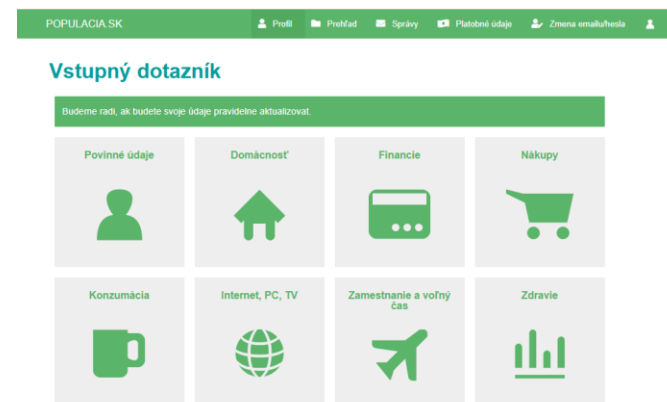 POPULACIA.SK
Profil
Prehľad
Správy
Platobné údaje
Zmena emailu/hesla
Vstupný dotazník
Budeme radi, ak budete svoje údaje pravidelne aktualizovat.
Povinné údaje
Domácnosť
Financie
Nákupy
Konzumácia
Internet, PC, TV
Zamestnanie a voľný
čas
Zdravie